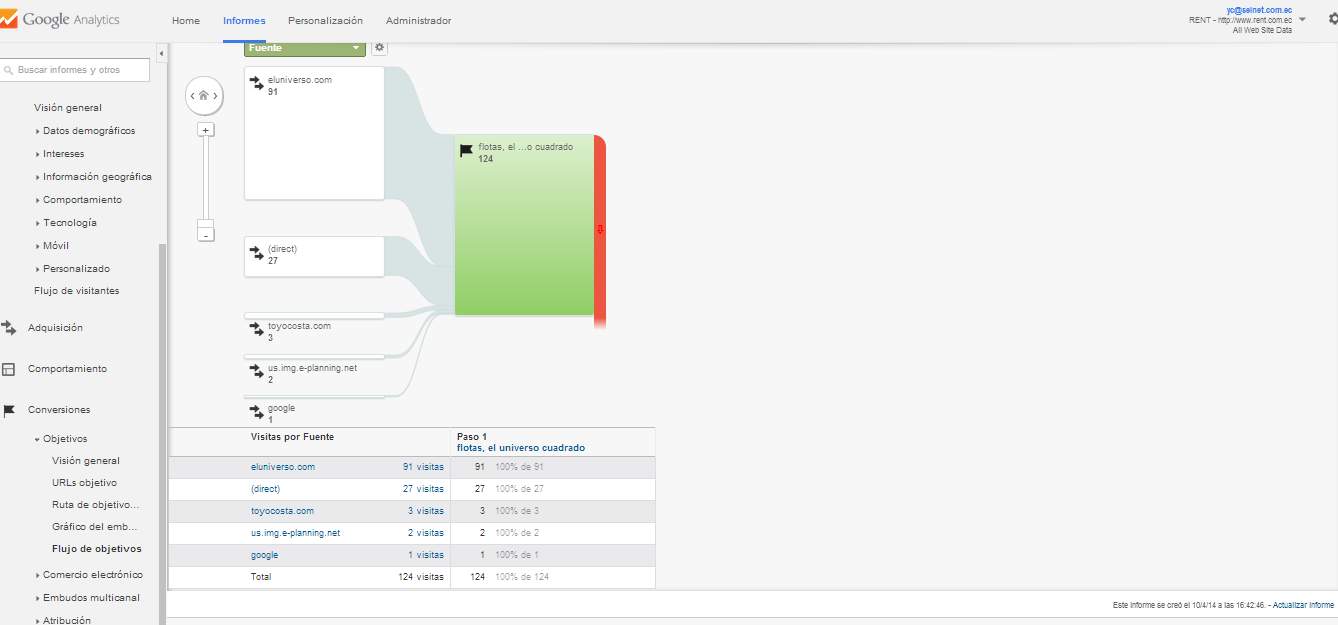 Google Analytics
Home Informes Personalización Administrador
yc@selnet.com.ec
RENT - http://www.rent.com.ec
All Web Site Data
Buscar informes y otros
Visión general
Datos demográficos
Intereses
Información geográfica
Comportamiento
Tecnología
Móvil
Personalizado
Flujo de visitantes
Adquisición
Comportamiento
Conversiones
Objetivos
Visión general
URLs objetivo
Ruta de objetivo...
Gráfico del emb...
Flujo de objetivos
Comercio electrónico
Embudos multicanal
Atribución
Fuente
+
-
eluniverso.com
91
(direct)
27
toyocosta.com
3
us.img.e-planning.net
2
google
1
flotas, el ...o cuadrado
124
Visitas por Fuente Paso 1
flotas, el universo cuadrado
eluniverso.com 91 visitas 91 100% de 91
(direct) 27 visitas 27 100% de 27
toyocosta.com 3 visitas 3 100% de 3
us.img.e-planning.net 2 visitas 2 100% de 2
google 1 visitas 1 100% de 1
Total 124 visitas 124 100% de 124
Este informe se creó el 10/4/14 a las 16:42:46. - Actualizar informe